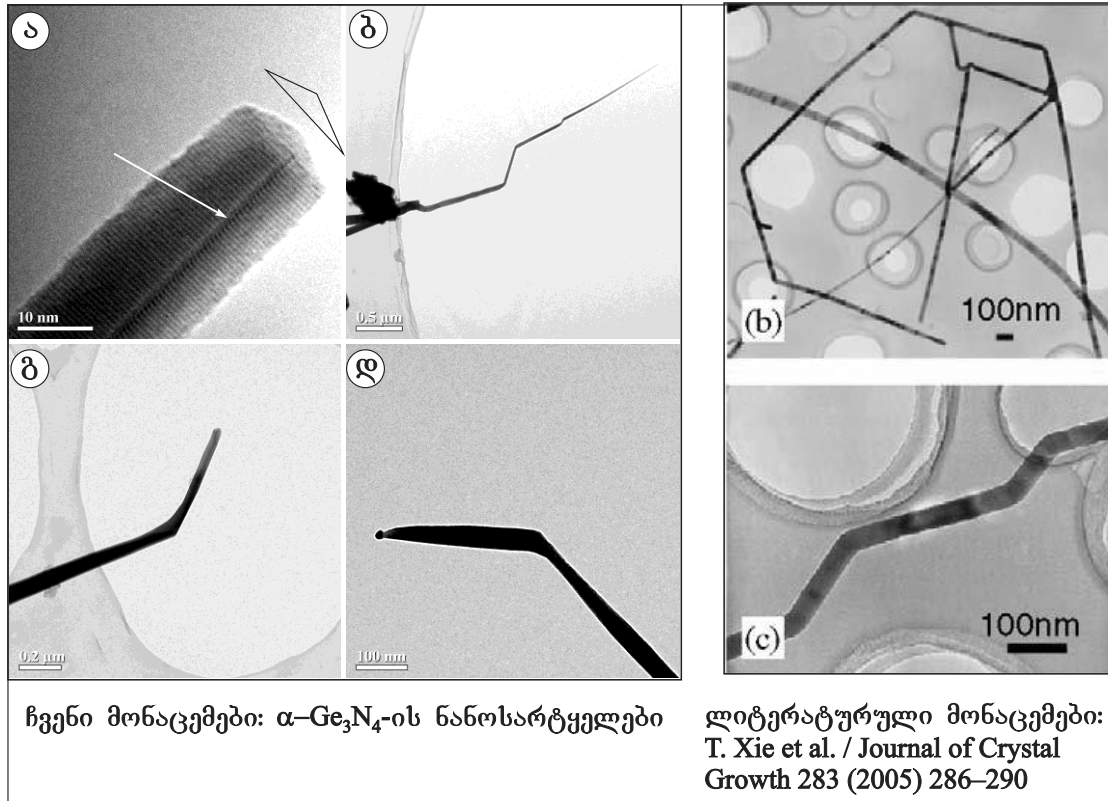 ა
ბ
10 nm
0.5 μm
გ
დ
0.2 μm
100 nm
(b)
100nm
(c)
100nm
ჩვენი მონაცემები: α–Ge₃N₄-ის ნანოსარტყელები
ლიტერატურული მონაცემები:
T. Xie et al. / Journal of Crystal
Growth 283 (2005) 286–290